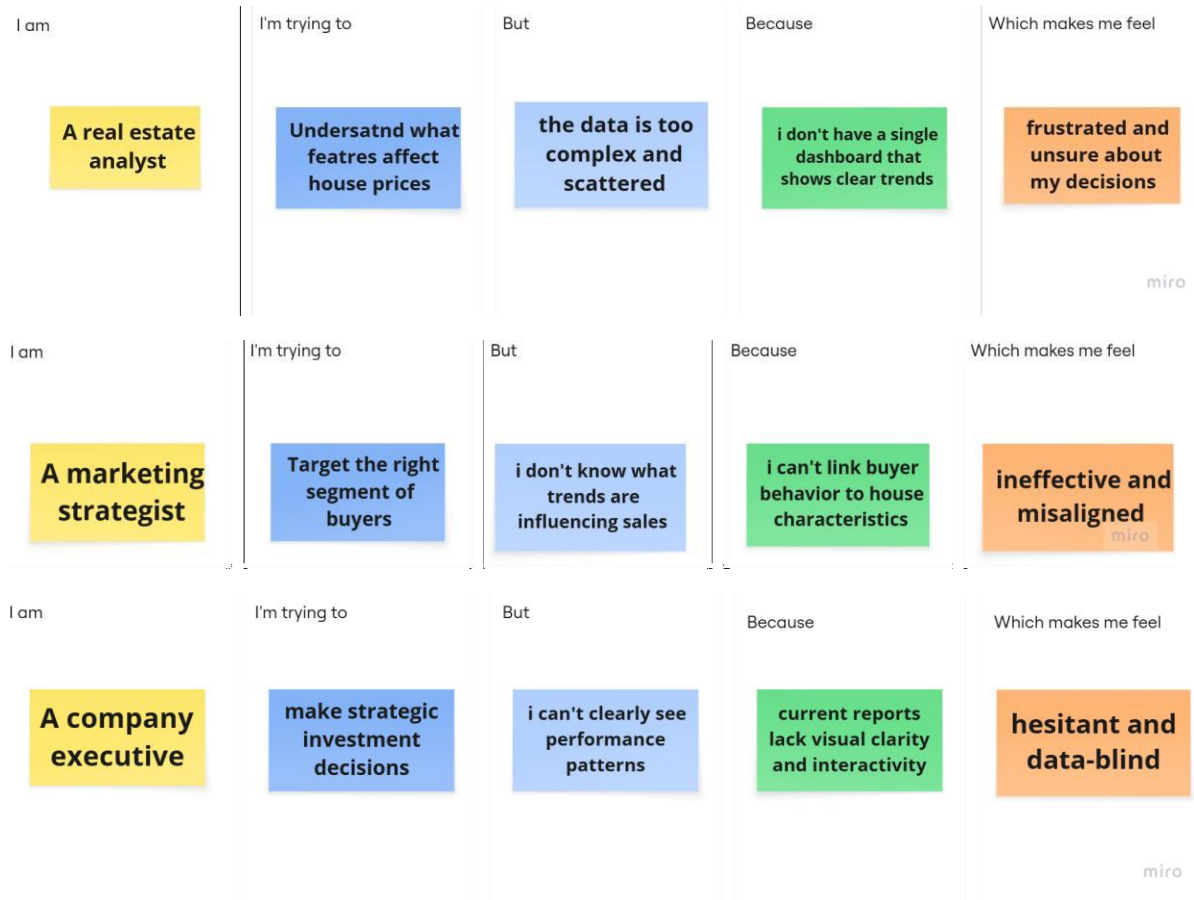 I am
I'm trying to
But
Because
Which makes me feel
A real estate
analyst
Undersatnd what
featres affect
house prices
the data is too
complex and
scattered
i don't have a single
dashboard that
shows clear trends
frustrated and
unsure about
my decisions
miro
I am
I'm trying to
But
Because
Which makes me feel
A marketing
strategist
Target the right
segment of
buyers
i don't know what
trends are
influencing sales
i can't link buyer
behavior to house
characteristics
ineffective and
misaligned
miro
I am
I'm trying to
But
Because
Which makes me feel
A company
executive
make strategic
investment
decisions
i can't clearly see
performance
patterns
current reports
lack visual clarity
and interactivity
hesitant and
data-blind
miro